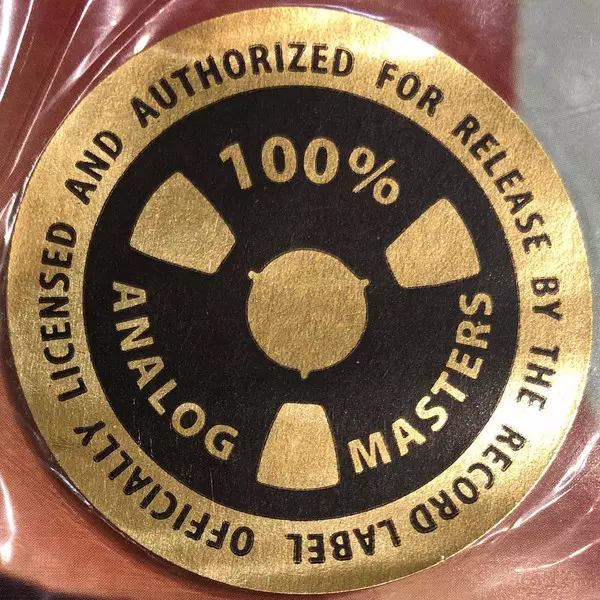 OFFICIALLY LICENSED AND AUTHORIZED FOR RELEASE BY THE RECORD LABEL
100%
ANALOG
MASTERS